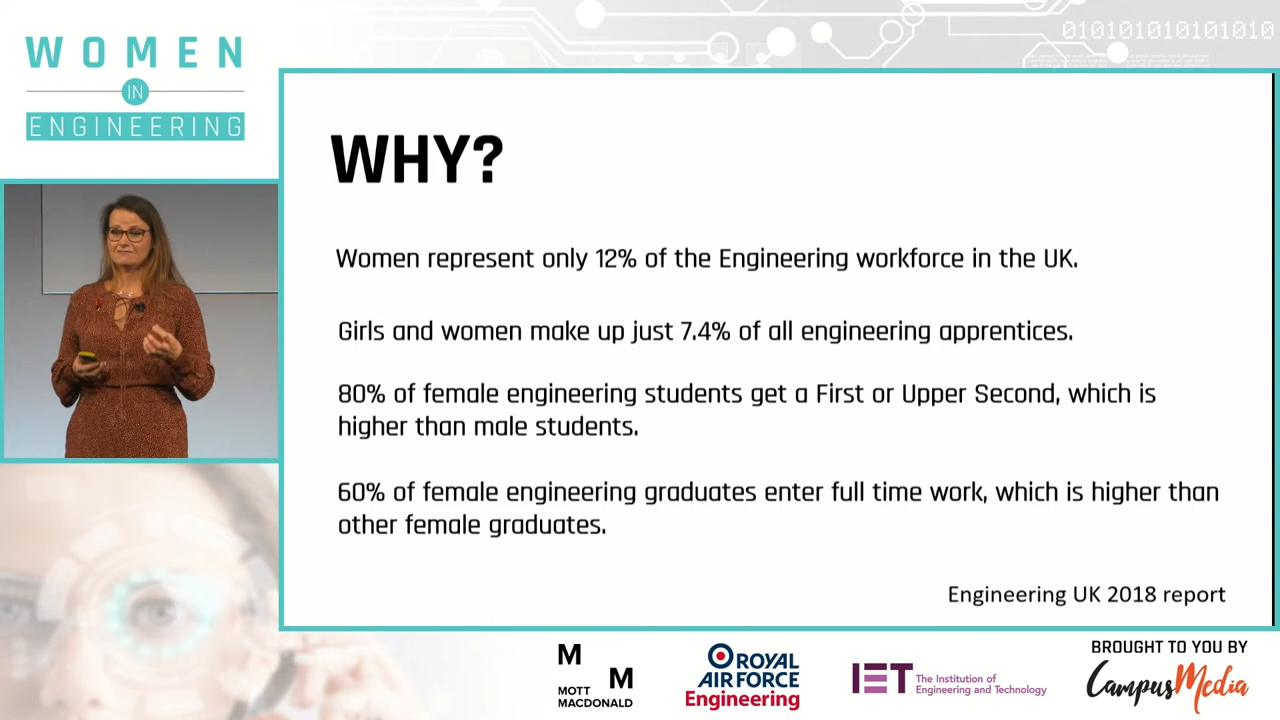 WOMEN
IN
ENGINEERING
010101010101010
WHY?
Women represent only 12% of the Engineering workforce in the UK.
Girls and women make up just 7.4% of all engineering apprentices.
80% of female engineering students get a First or Upper Second, which is
higher than male students.
60% of female engineering graduates enter full time work, which is higher than
other female graduates.
Engineering UK 2018 report
M
M
MOTT
MACDONALD
ROYAL
AIR FORCE
Engineering
IET The Institution of
Engineering and Technology
BROUGHT TO YOU BY
CampusMedia